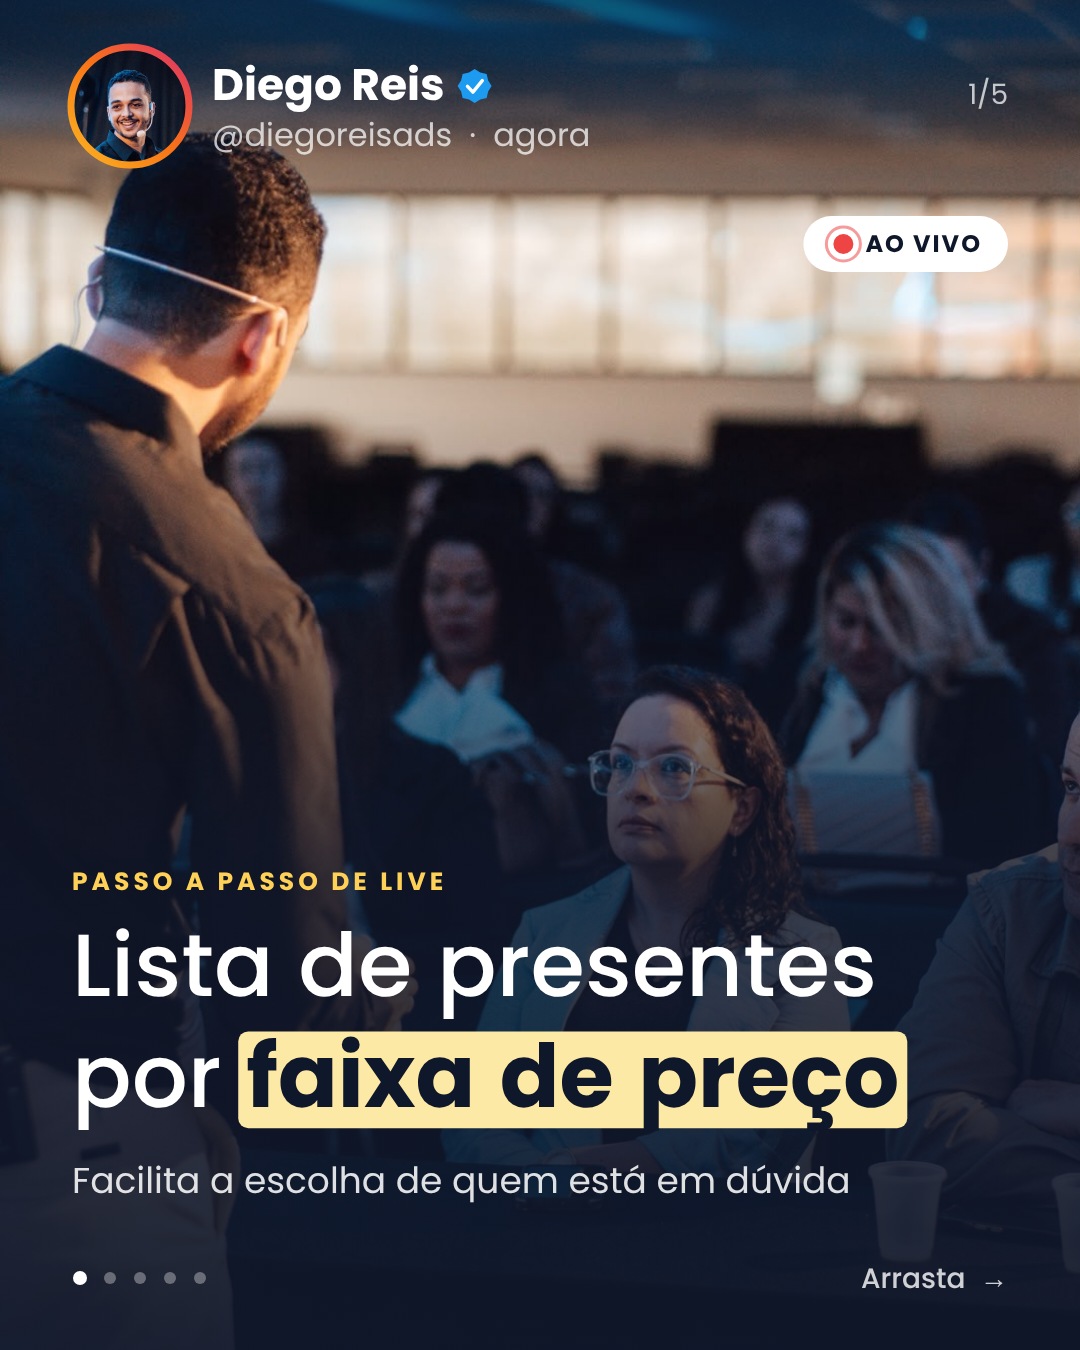 Diego Reis
@diegoreisads · agora
1/5
AO VIVO
PASSO A PASSO DE LIVE
Lista de presentes
por faixa de preço
Facilita a escolha de quem está em dúvida
Arrasta →